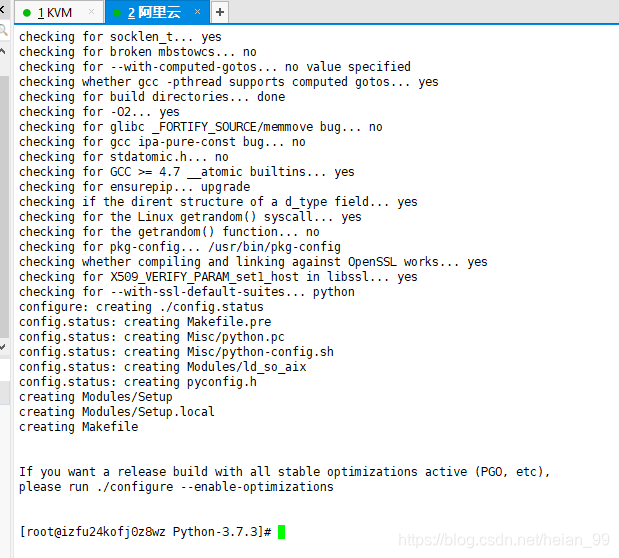 1 KVM × 2 阿里云 × +
checking for socklen_t... yes
checking for broken mbstowcs... no
checking for --with-computed-gotos... no value specified
checking whether gcc -pthread supports computed gotos... yes
checking for build directories... done
checking for -O2... yes
checking for glibc _FORTIFY_SOURCE/memmove bug... no
checking for gcc ipa-pure-const bug... no
checking for stdatomic.h... no
checking for GCC >= 4.7 __atomic builtins... yes
checking for ensurepip... upgrade
checking if the dirent structure of a d_type field... yes
checking for the Linux getrandom() syscall... yes
checking for the getrandom() function... no
checking for pkg-config... /usr/bin/pkg-config
checking whether compiling and linking against OpenSSL works... yes
checking for X509_VERIFY_PARAM_set1_host in libssl... yes
checking for --with-ssl-default-suites... python
configure: creating ./config.status
config.status: creating Makefile.pre
config.status: creating Misc/python.pc
config.status: creating Misc/python-config.sh
config.status: creating Modules/ld_so_aix
config.status: creating pyconfig.h
creating Modules/Setup
creating Modules/Setup.local
creating Makefile
If you want a release build with all stable optimizations active (PGO, etc),
please run ./configure --enable-optimizations
[root@izfu24kofj0z8wz Python-3.7.3]#
https://blog.csdn.net/heian_99